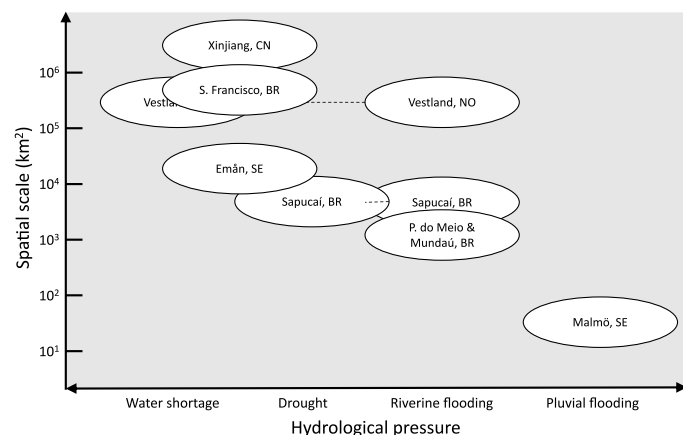 Xinjiang, CN
10⁶
S. Francisco, BR
Vestland, NO
10⁵
Emån, SE
10⁴
Sapucaí, BR
Sapucaí, BR
P. do Meio &
Mundaú, BR
10³
10²
Malmö, SE
10¹
Spatial scale (km²)
Water shortage
Drought
Riverine flooding
Pluvial flooding
Hydrological pressure